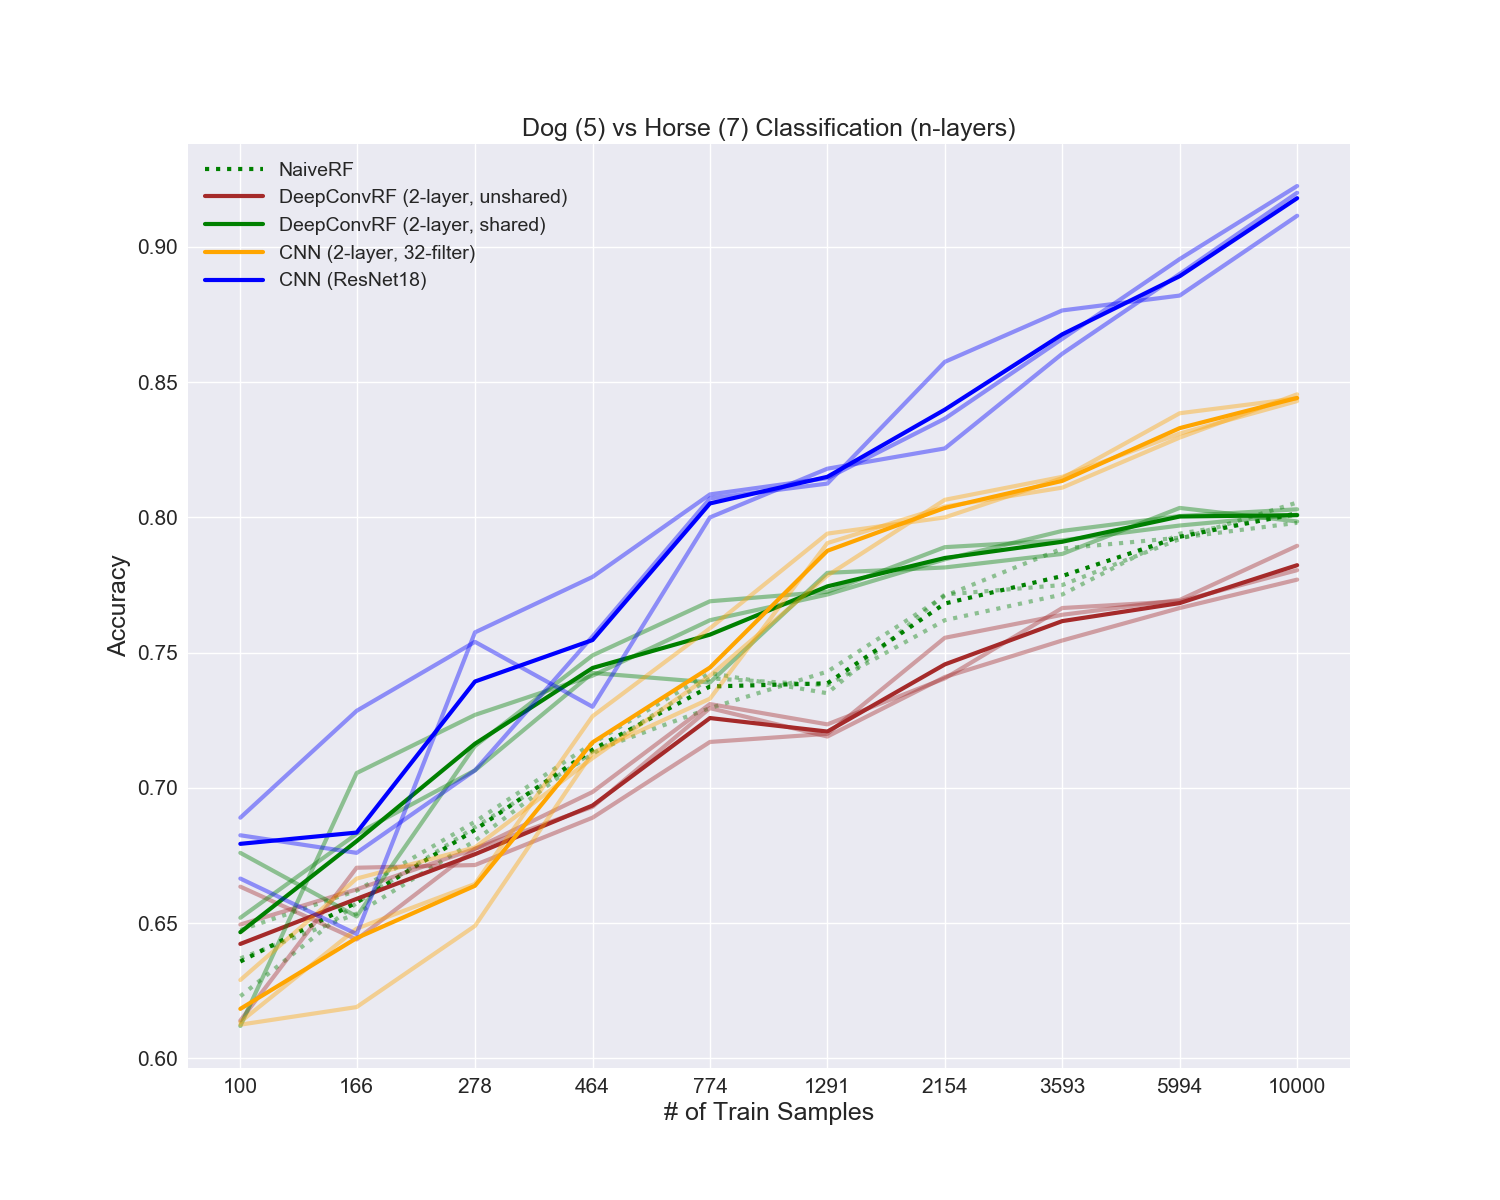 Dog (5) vs Horse (7) Classification (n-layers)
NaiveRF
DeepConvRF (2-layer, unshared)
DeepConvRF (2-layer, shared)
CNN (2-layer, 32-filter)
CNN (ResNet18)
Accuracy
0.90
0.85
0.80
0.75
0.70
0.65
0.60
100 166 278 464 774 1291 2154 3593 5994 10000
# of Train Samples